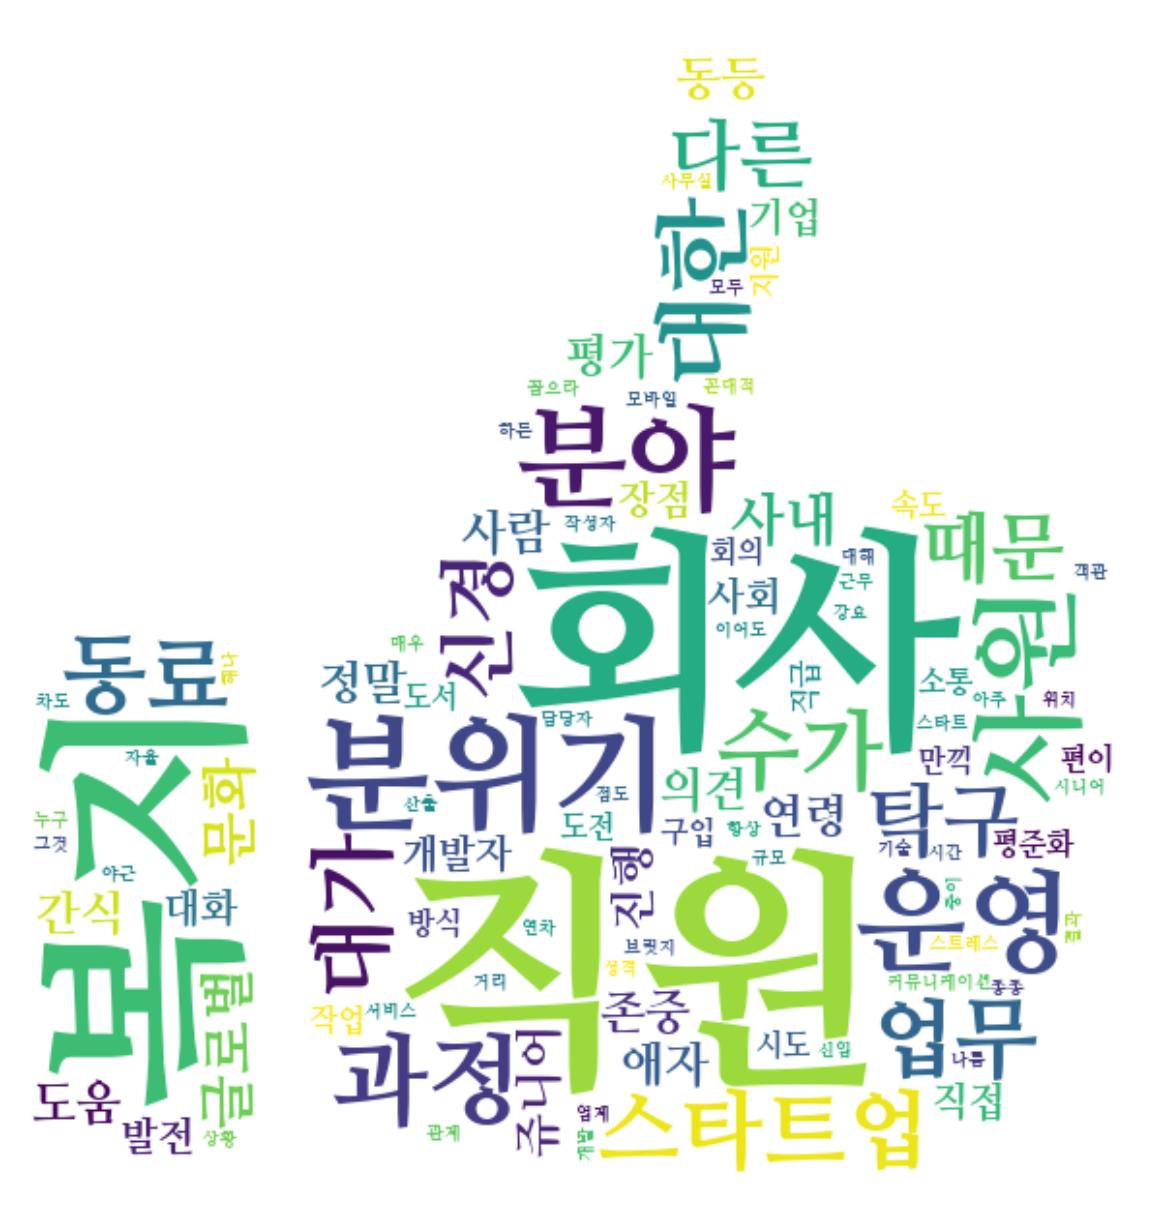 동등
다른
사무실
기업
대한
지원
모두
평가
꼽으라
모바일
꼰대적
하든
분야
장점
사람
작성자
사내
속도
때문
신경
회사
회의
대해
객관
사회
근무
강요
이어도
사원
동료
해나
매우
정말
도서
직급
소통
아주
위치
차도
복지
자율
분위기
담당자
수가
스타트
만끽
편이
시니어
문화
점도
산출
의견
연령
탁구
누구
그것
도전
구입
항상
기술
시간
평준화
대가
개발자
진행
규모
야근
직원
운영
종이
결국
간식
대화
방식
연차
브릿지
스트레스
성격
글로벌
거리
커뮤니케이션
종종
작업
서비스
존중
업무
과정
주니어
애자
시도
신입
나름
도움
발전
상황
관계
업계
개발
스타트업
직접